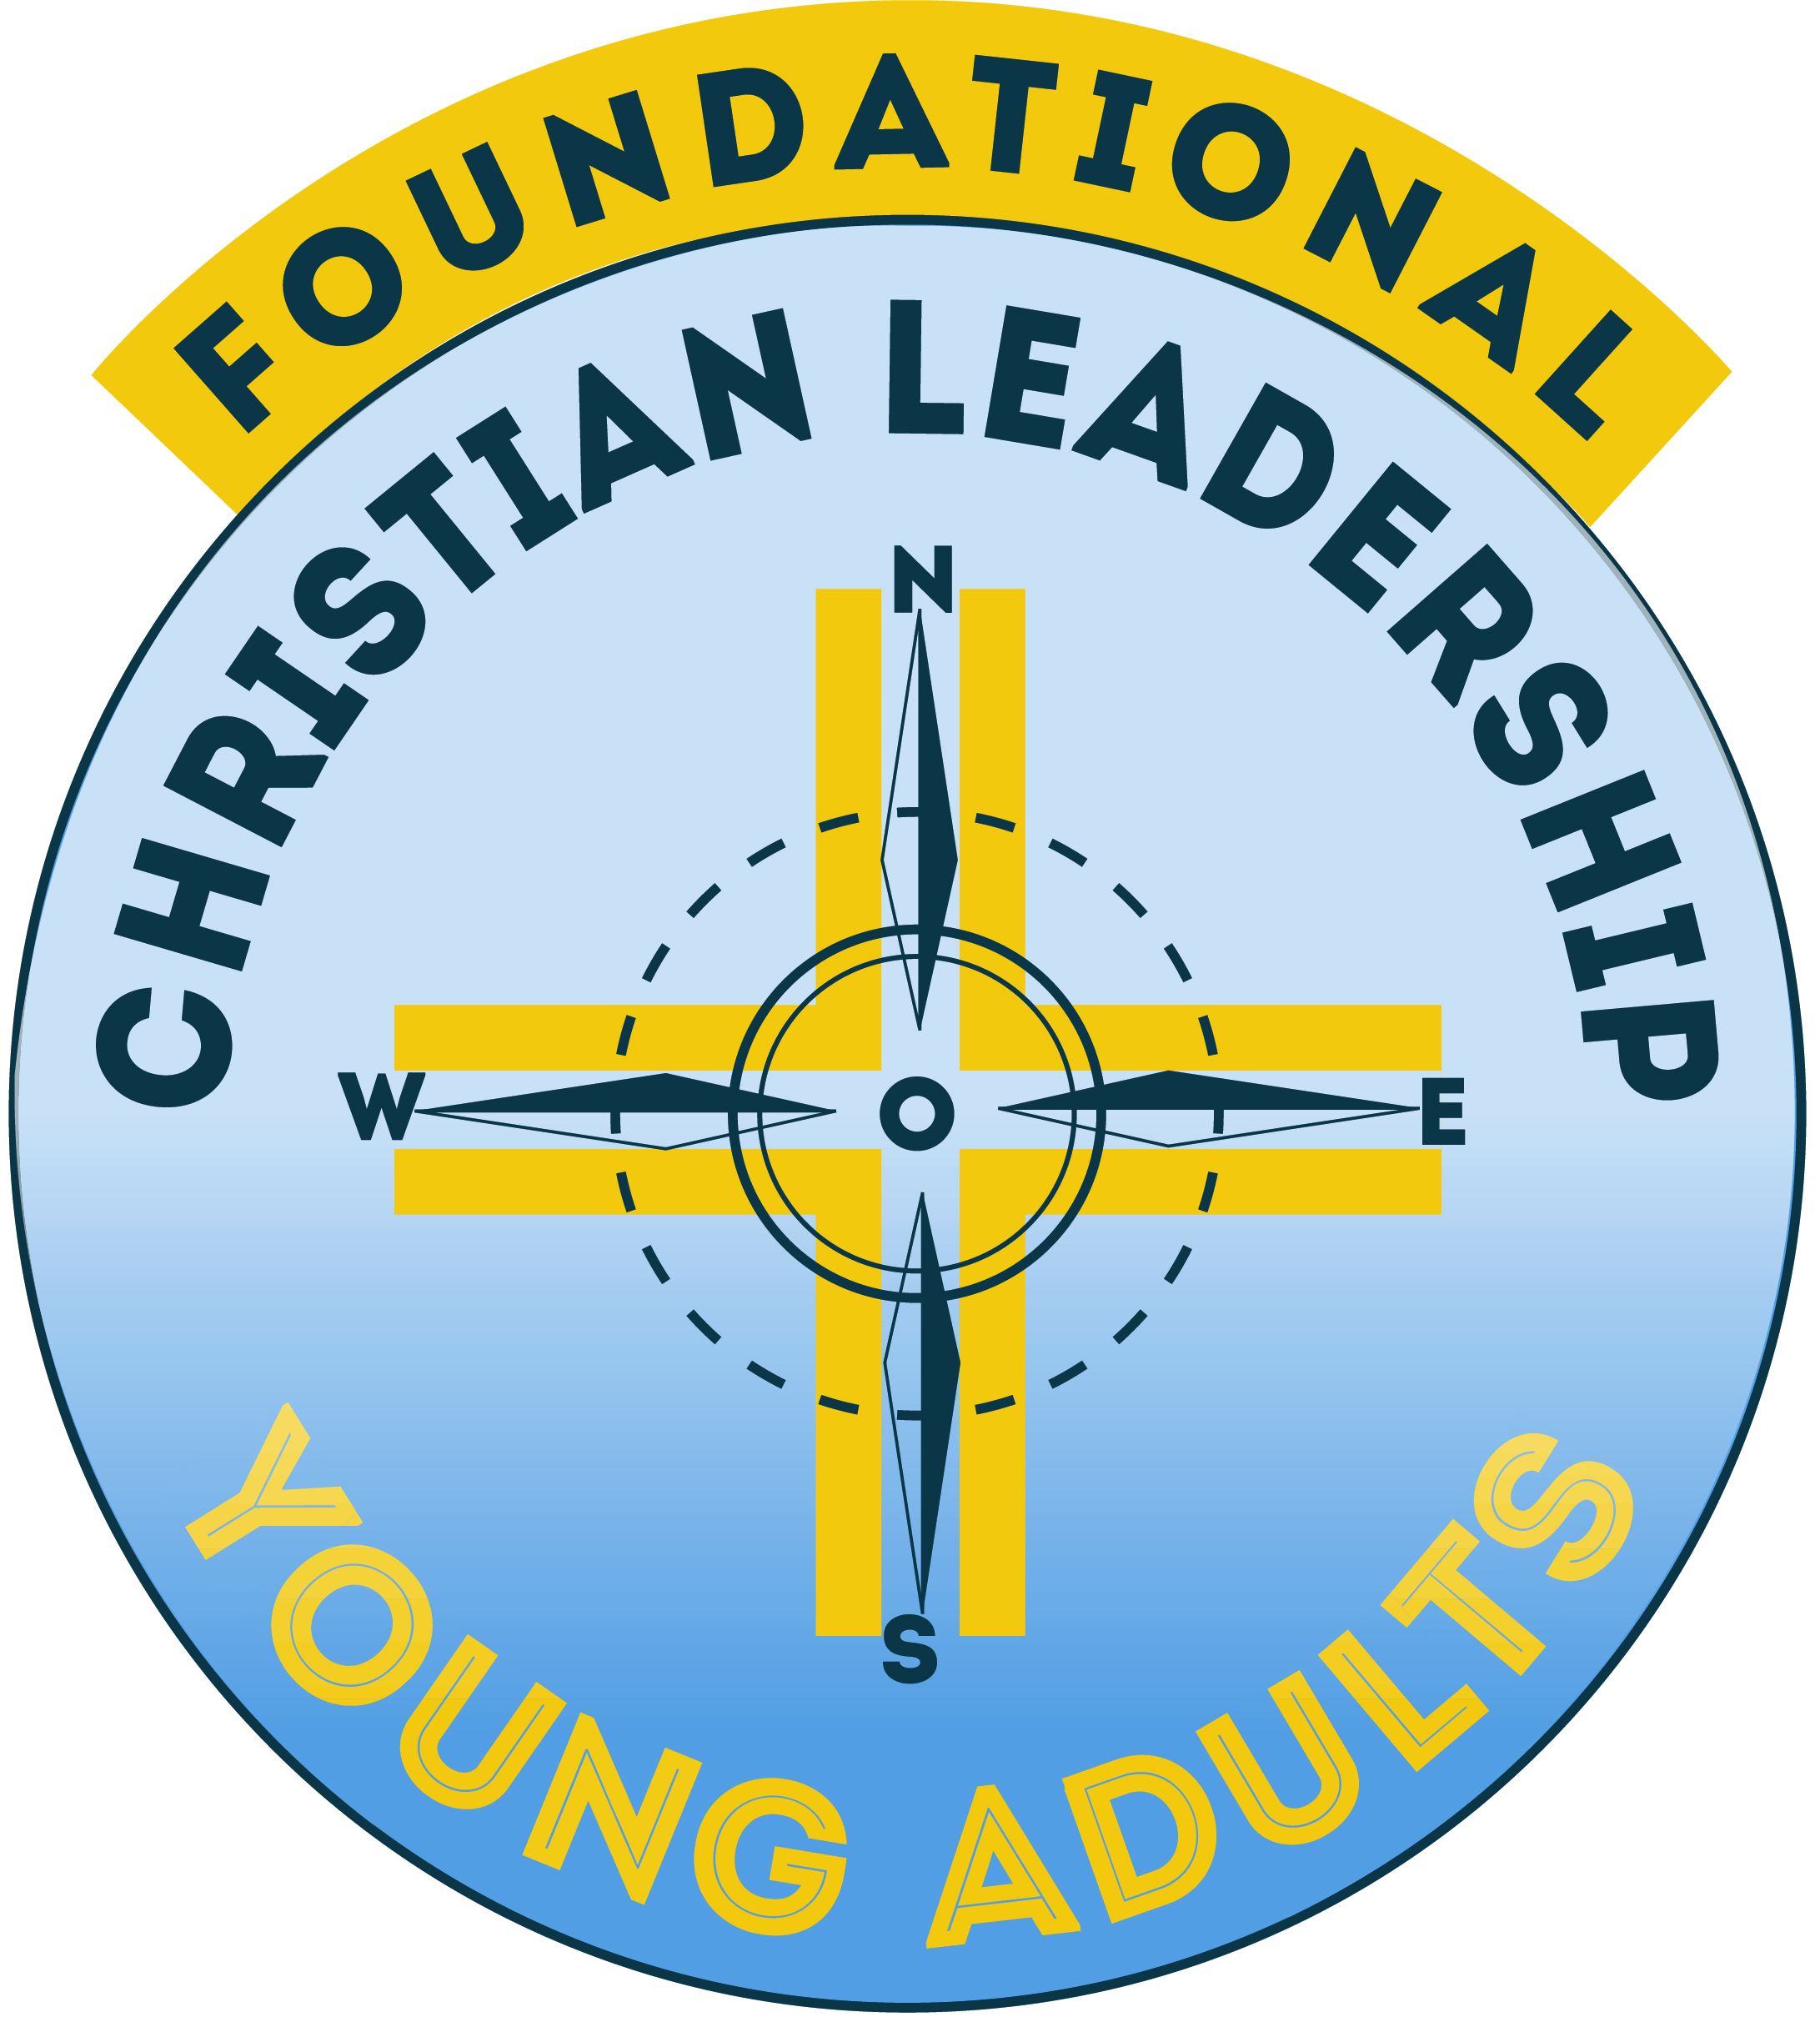 FOUNDATIONAL
CHRISTIAN LEADERSHIP
N
W
E
S
YOUNG ADULTS